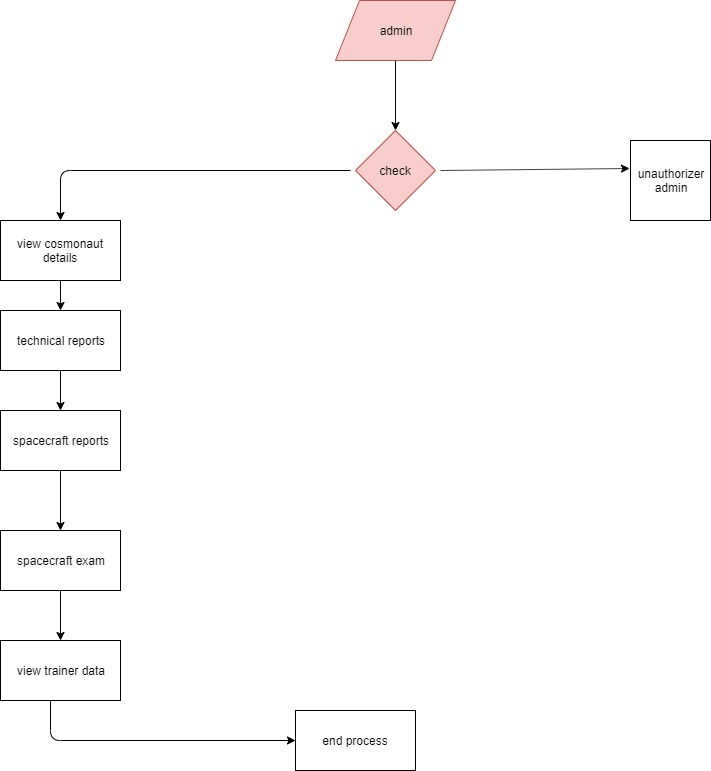 admin
check
unauthorizer
admin
view cosmonaut
details
technical reports
spacecraft reports
spacecraft exam
view trainer data
end process